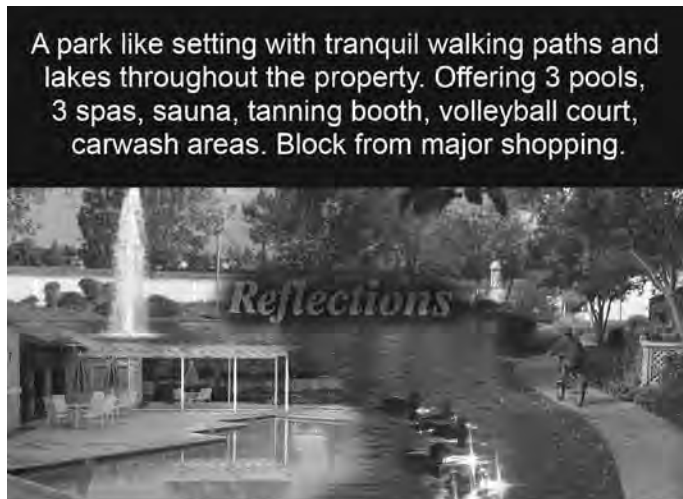 A park like setting with tranquil walking paths and
lakes throughout the property. Offering 3 pools,
3 spas, sauna, tanning booth, volleyball court,
carwash areas. Block from major shopping.
Reflections